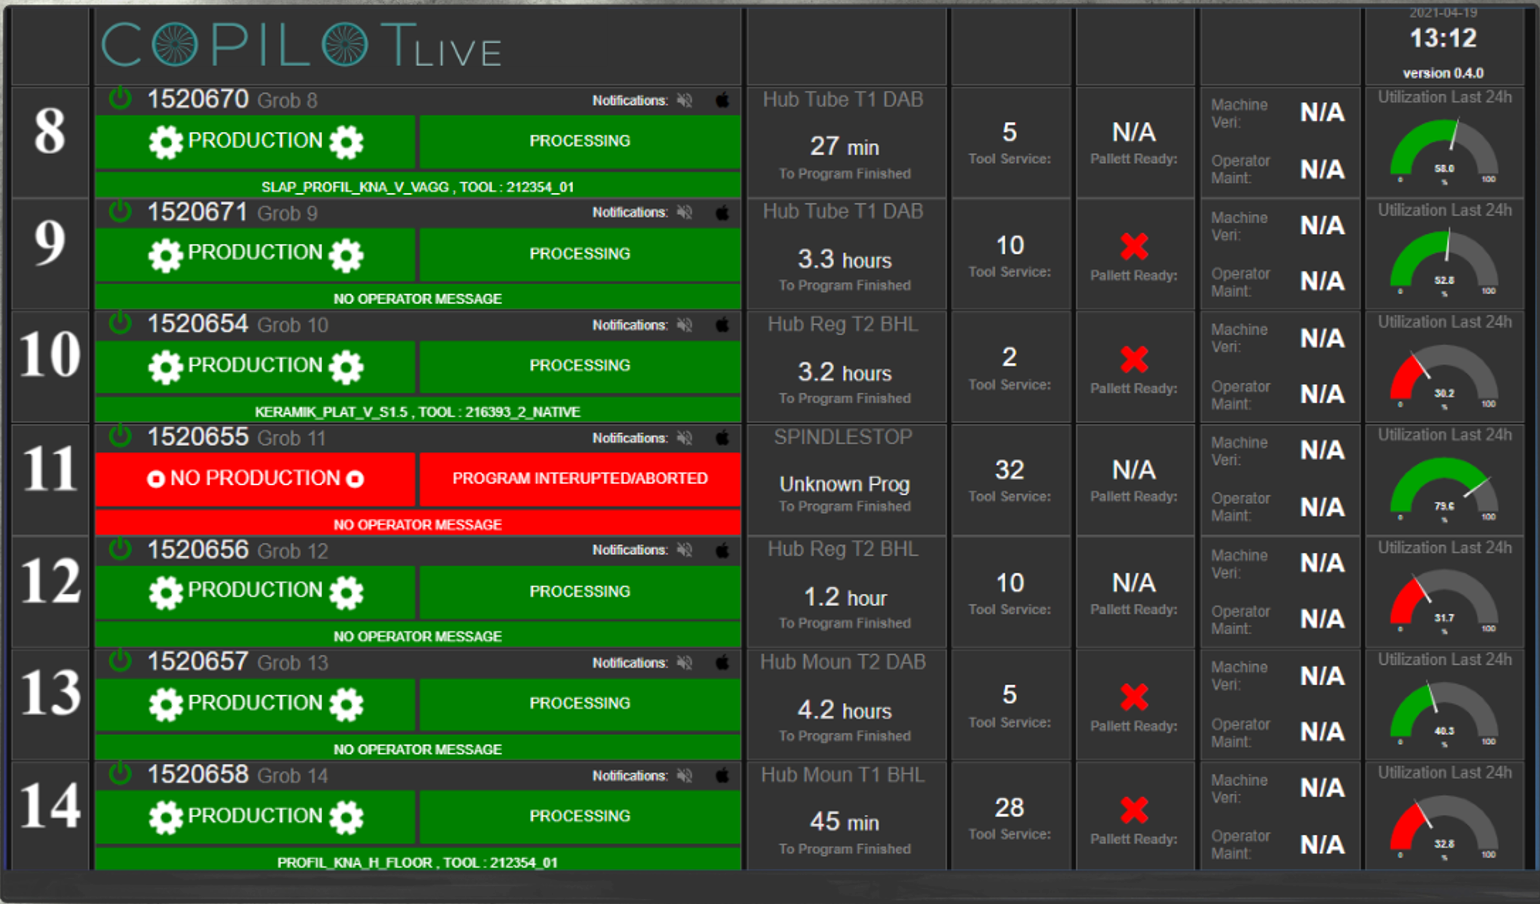 COPILOT LIVE
2021-04-19
13:12
version 0.4.0
8
1520670 Grob 8
Notifications:
PRODUCTION
PROCESSING
SLAP_PROFIL_KNA_V_VAGG , TOOL : 212354_01
Hub Tube T1 DAB
27 min
To Program Finished
5
Tool Service:
N/A
Pallett Ready:
Machine Veri:
N/A
Operator Maint:
N/A
Utilization Last 24h
58.0
%
0
100
9
1520671 Grob 9
Notifications:
PRODUCTION
PROCESSING
NO OPERATOR MESSAGE
Hub Tube T1 DAB
3.3 hours
To Program Finished
10
Tool Service:
Pallett Ready:
Machine Veri:
N/A
Operator Maint:
N/A
Utilization Last 24h
52.8
%
0
100
10
1520654 Grob 10
Notifications:
PRODUCTION
PROCESSING
KERAMIK_PLAT_V_S1.5 , TOOL : 216393_2_NATIVE
Hub Reg T2 BHL
3.2 hours
To Program Finished
2
Tool Service:
Pallett Ready:
Machine Veri:
N/A
Operator Maint:
N/A
Utilization Last 24h
30.2
%
0
100
11
1520655 Grob 11
Notifications:
NO PRODUCTION
PROGRAM INTERUPTED/ABORTED
NO OPERATOR MESSAGE
SPINDLESTOP
Unknown Prog
To Program Finished
32
Tool Service:
N/A
Pallett Ready:
Machine Veri:
N/A
Operator Maint:
N/A
Utilization Last 24h
79.6
%
0
100
12
1520656 Grob 12
Notifications:
PRODUCTION
PROCESSING
NO OPERATOR MESSAGE
Hub Reg T2 BHL
1.2 hour
To Program Finished
10
Tool Service:
N/A
Pallett Ready:
Machine Veri:
N/A
Operator Maint:
N/A
Utilization Last 24h
31.7
%
0
100
13
1520657 Grob 13
Notifications:
PRODUCTION
PROCESSING
NO OPERATOR MESSAGE
Hub Moun T2 DAB
4.2 hours
To Program Finished
5
Tool Service:
Pallett Ready:
Machine Veri:
N/A
Operator Maint:
N/A
Utilization Last 24h
40.3
%
0
100
14
1520658 Grob 14
Notifications:
PRODUCTION
PROCESSING
PROFIL_KNA_H_FLOOR , TOOL : 212354_01
Hub Moun T1 BHL
45 min
To Program Finished
28
Tool Service:
Pallett Ready:
Machine Veri:
N/A
Operator Maint:
N/A
Utilization Last 24h
32.8
%
0
100